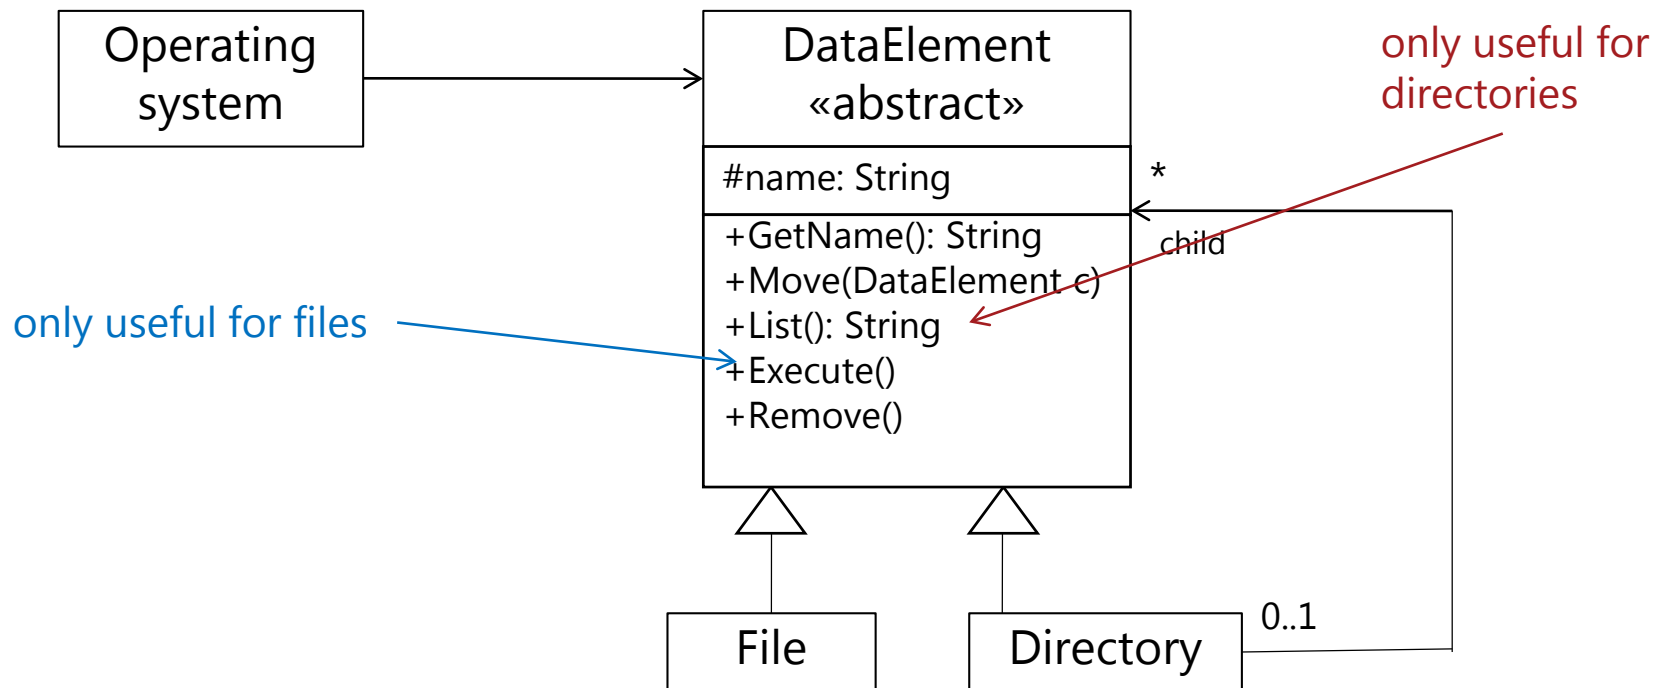 Operating
system
DataElement
«abstract»
only useful for
directories
#name: String
*
+GetName(): String
child
+Move(DataElement c)
only useful for files
+List(): String
+Execute()
+Remove()
0..1
File
Directory